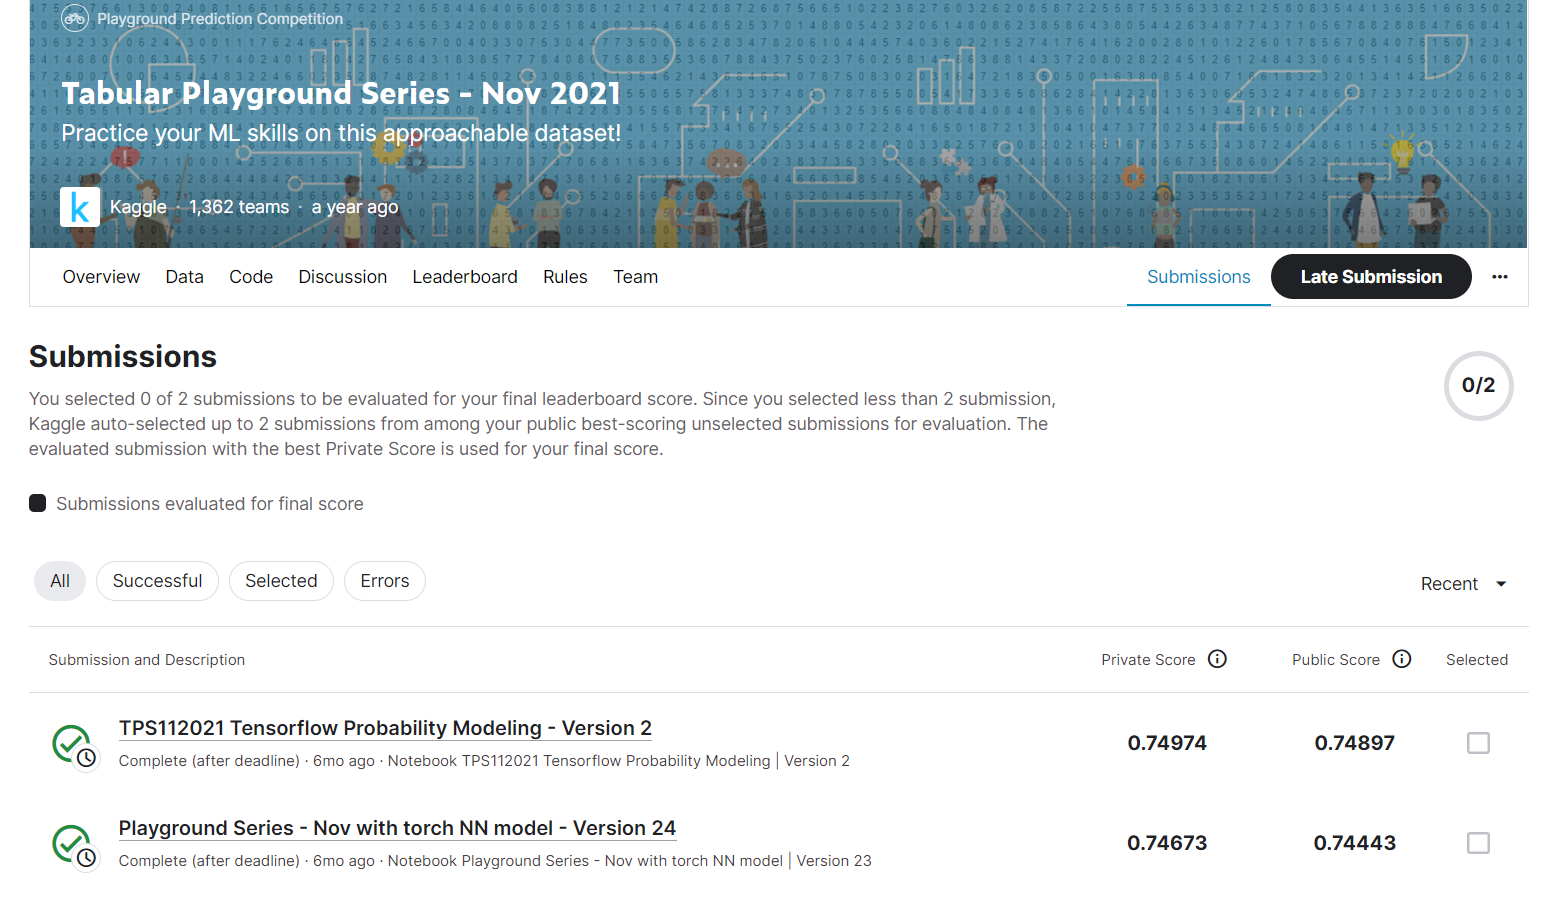 Playground Prediction Competition
Tabular Playground Series - Nov 2021
Practice your ML skills on this approachable dataset!
k
Kaggle · 1,362 teams · a year ago
Overview Data Code Discussion Leaderboard Rules Team Submissions Late Submission ...
Submissions
0/2
You selected 0 of 2 submissions to be evaluated for your final leaderboard score. Since you selected less than 2 submission,
Kaggle auto-selected up to 2 submissions from among your public best-scoring unselected submissions for evaluation. The
evaluated submission with the best Private Score is used for your final score.
Submissions evaluated for final score
All Successful Selected Errors Recent
Submission and Description Private Score Public Score Selected
TPS112021 Tensorflow Probability Modeling - Version 2 0.74974 0.74897
Complete (after deadline) · 6mo ago · Notebook TPS112021 Tensorflow Probability Modeling | Version 2
Playground Series - Nov with torch NN model - Version 24 0.74673 0.74443
Complete (after deadline) · 6mo ago · Notebook Playground Series - Nov with torch NN model | Version 23